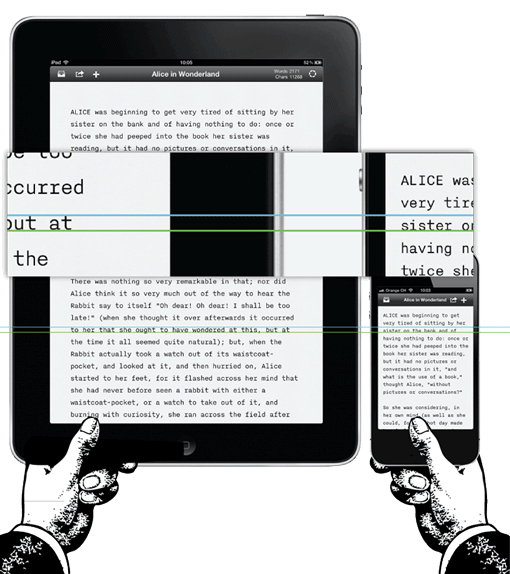 iPad
10:05
52%
Alice in Wonderland
Words 2171
Chars 11266
ALICE was beginning to get very tired of sitting by her
sister on the bank and of having nothing to do: once or
twice she had peeped into the book her sister was
reading, but it had no pictures or conversations in it,
be too
ccurred
out at
the
ALICE was
very tire
sister on
having no
twice she
There was nothing so very remarkable in that; nor did
Alice think it so very much out of the way to hear the
Rabbit say to itself "Oh dear! Oh dear! I shall be too
late!" (when she thought it over afterwards it occurred
to her that she ought to have wondered at this, but at
the time it all seemed quite natural); but, when the
Rabbit actually took a watch out of its waistcoat-
pocket, and looked at it, and then hurried on, Alice
started to her feet, for it flashed across her mind that
she had never before seen a rabbit with either a
waistcoat-pocket, or a watch to take out of it, and
burning with curiosity, she ran across the field after
Orange CH
10:02
Alice in Wonderland
ALICE was beginning to get
very tired of sitting by her
sister on the bank and of
having nothing to do: once or
twice she had peeped into the
book her sister was reading,
but it had no pictures or
conversations in it, "and
what is the use of a book,"
thought Alice, "without
pictures or conversations?"
So she was considering, in
her own mind (as well as she
could, for day made